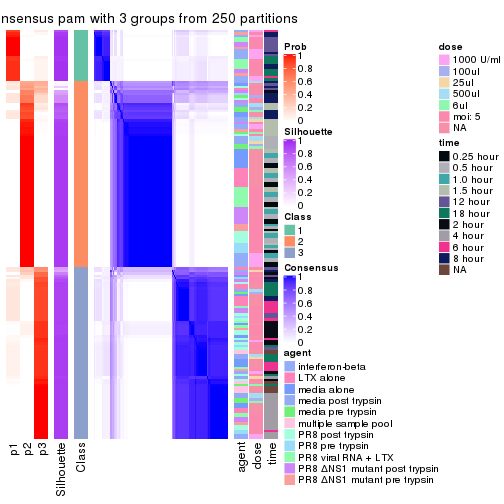 nsensus pam with 3 groups from 250 partitions
Prob
1
0.8
0.6
0.4
0.2
0
Silhouette
1
0.8
0.6
0.4
0.2
0
Class
1
2
3
Consensus
1
0.8
0.6
0.4
0.2
0
agent
interferon-beta
LTX alone
media alone
media post trypsin
media pre trypsin
multiple sample pool
PR8 post trypsin
PR8 pre trypsin
PR8 viral RNA + LTX
PR8 ΔNS1 mutant post trypsin
PR8 ΔNS1 mutant pre trypsin
dose
1000 U/ml
100ul
25ul
500ul
6ul
moi: 5
NA
time
0.25 hour
0.5 hour
1.0 hour
1.5 hour
12 hour
18 hour
2 hour
4 hour
6 hour
8 hour
NA
p1
p2
p3
Silhouette
Class
agent
dose
time